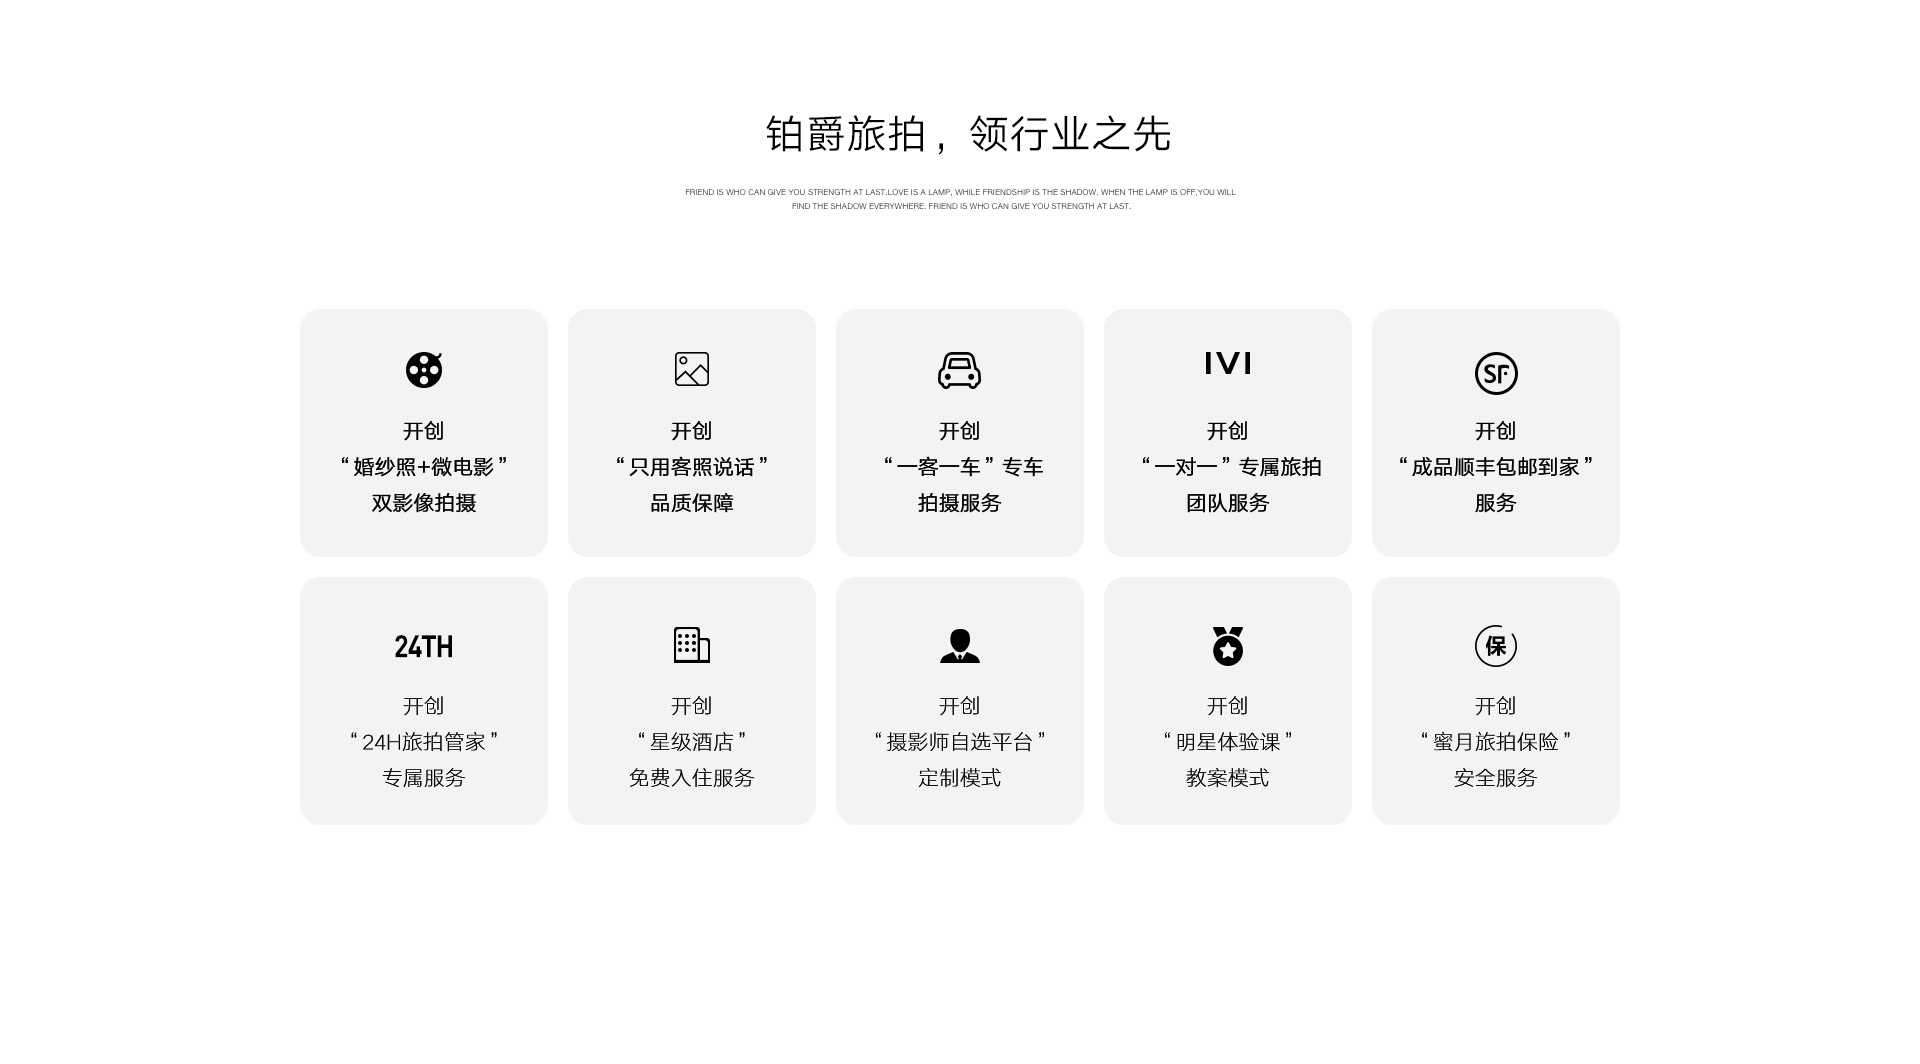 铂爵旅拍，领行业之先
FRIEND IS WHO CAN GIVE YOU STRENGTH AT LAST.LOVE IS A LAMP, WHILE FRIENDSHIP IS THE SHADOW. WHEN THE LAMP IS OFF,YOU WILL
FIND THE SHADOW EVERYWHERE. FRIEND IS WHO CAN GIVE YOU STRENGTH AT LAST.
开创
“婚纱照+微电影”
双影像拍摄
开创
“只用客照说话”
品质保障
开创
“一客一车”专车
拍摄服务
IVI
开创
“一对一”专属旅拍
团队服务
SF
开创
“成品顺丰包邮到家”
服务
24TH
开创
“24H旅拍管家”
专属服务
开创
“星级酒店”
免费入住服务
开创
“摄影师自选平台”
定制模式
开创
“明星体验课”
教案模式
保
开创
“蜜月旅拍保险”
安全服务